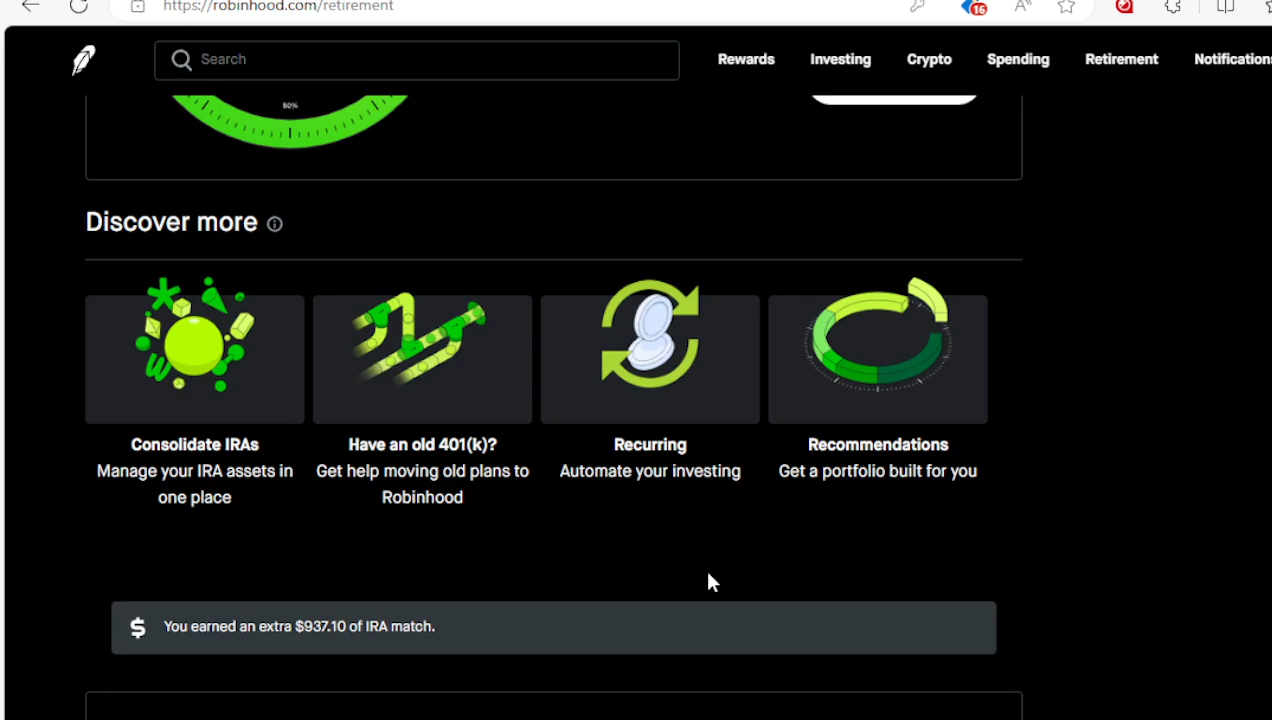 https://robinhood.com/retirement
16
Search
Rewards
Investing
Crypto
Spending
Retirement
Notifications
50%
Discover more
Consolidate IRAs
Manage your IRA assets in
one place
Have an old 401(k)?
Get help moving old plans to
Robinhood
Recurring
Automate your investing
Recommendations
Get a portfolio built for you
$ You earned an extra $937.10 of IRA match.